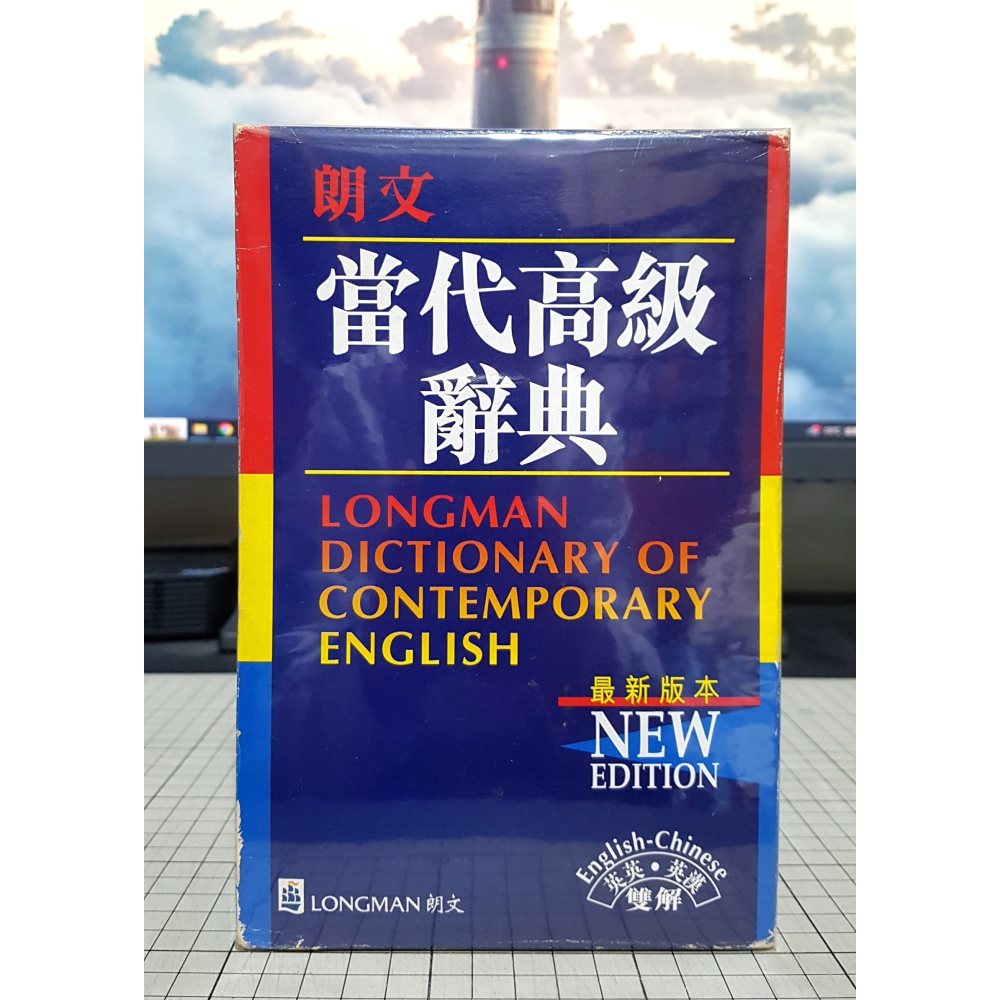 朗文
當代高級
辭典
LONGMAN
DICTIONARY OF
CONTEMPORARY
ENGLISH
最新版本
NEW
EDITION
English-Chinese
英英·英漢
雙解
LONGMAN 朗文